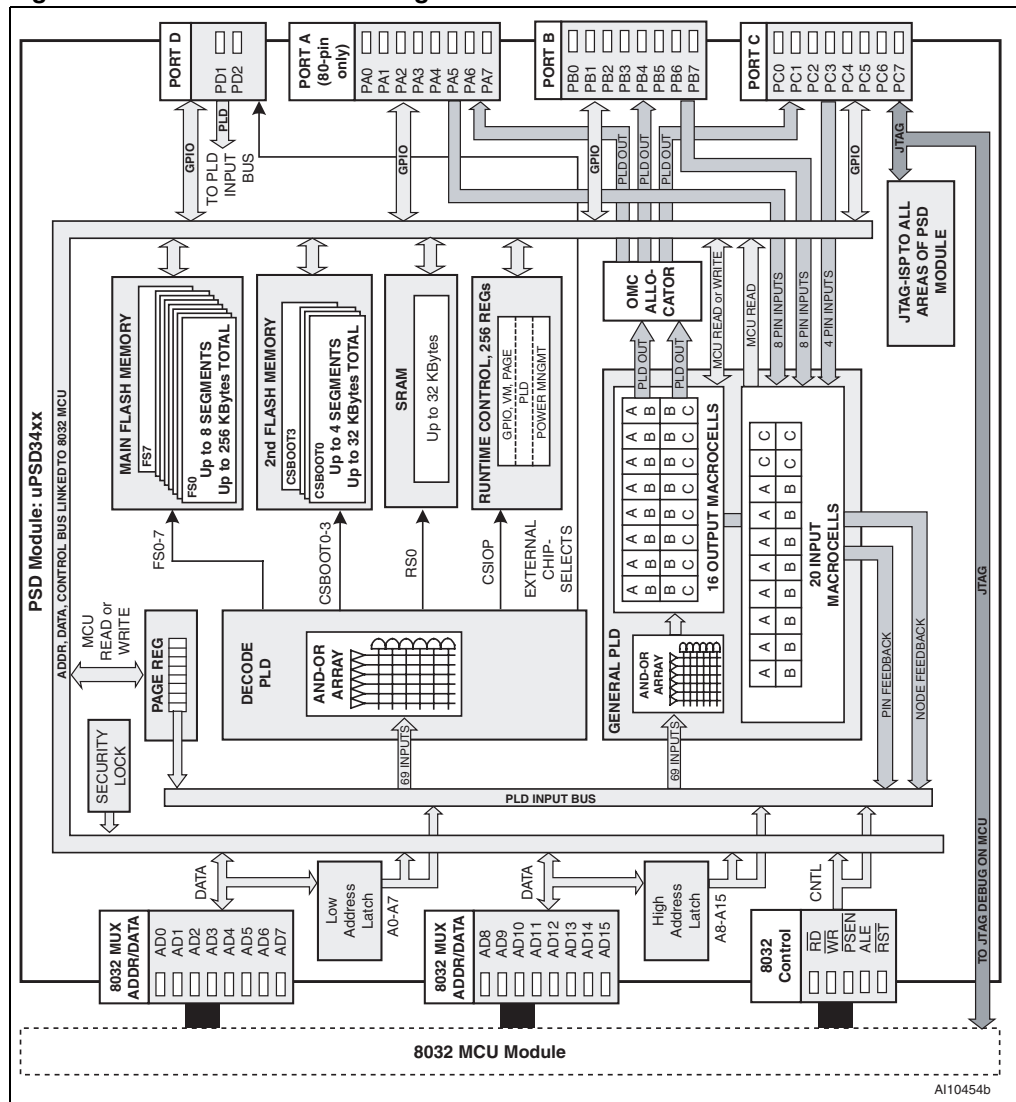 PSD Module: uPSD34xx
ADDR, DATA, CONTROL BUS LINKED TO 8032 MCU
8032 MUX
ADDR/DATA
AD0
AD1
AD2
AD3
AD4
AD5
AD6
AD7
DATA
Low
Address
Latch
A0-A7
8032 MUX
ADDR/DATA
AD8
AD9
AD10
AD11
AD12
AD13
AD14
AD15
DATA
High
Address
Latch
A8-A15
8032
Control
RD
WR
PSEN
ALE
RST
CNTL
8032 MCU Module
SECURITY
LOCK
PAGE REG
MCU
READ or
WRITE
PLD INPUT BUS
69 INPUTS
DECODE
PLD
AND-OR
ARRAY
FS0-7
CSBOOT0-3
RS0
CSIOP
EXTERNAL
CHIP-
SELECTS
MAIN FLASH MEMORY
FS7
FS0
Up to 8 SEGMENTS
Up to 256 KBytes TOTAL
2nd FLASH MEMORY
CSBOOT3
CSBOOT0
Up to 4 SEGMENTS
Up to 32 KBytes TOTAL
SRAM
Up to 32 KBytes
RUNTIME CONTROL, 256 REGs
GPIO, VM, PAGE
PLD
POWER MNGMT
69 INPUTS
GENERAL PLD
AND-OR
ARRAY
A A A A A A A A
B B B B B B B B
B B B B B B B B
C C C C C C C C
16 OUTPUT MACROCELLS
A A A A A A A A C C
B B B B B B B B C C
20 INPUT
MACROCELLS
PIN FEEDBACK
NODE FEEDBACK
PLD OUT
PLD OUT
OMC
ALLO-
CATOR
MCU READ or WRITE
MCU READ
8 PIN INPUTS
8 PIN INPUTS
4 PIN INPUTS
PLD OUT
PLD OUT
PLD OUT
PORT D
PD1
PD2
GPIO
PLD
TO PLD
INPUT
BUS
PORT A
(80-pin
only)
PA0
PA1
PA2
PA3
PA4
PA5
PA6
PA7
GPIO
PORT B
PB0
PB1
PB2
PB3
PB4
PB5
PB6
PB7
GPIO
PORT C
PC0
PC1
PC2
PC3
PC4
PC5
PC6
PC7
GPIO
JTAG
JTAG-ISP TO ALL
AREAS OF PSD
MODULE
JTAG
TO JTAG DEBUG ON MCU
AI10454b